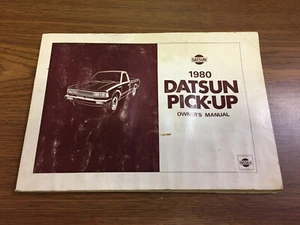 DATSUN
1980
DATSUN
PICK-UP
OWNER'S MANUAL